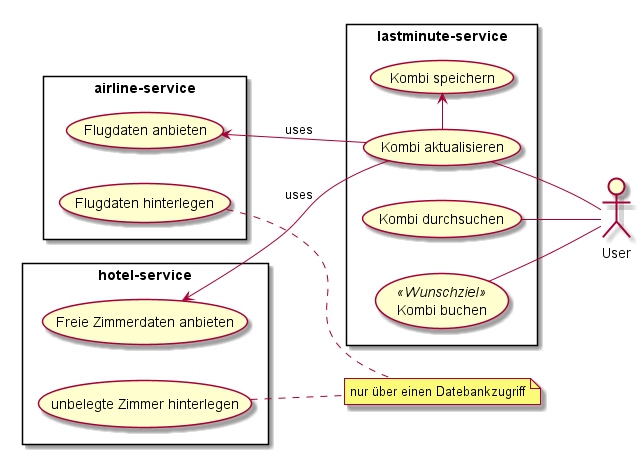 lastminute-service
Kombi speichern
airline-service
Flugdaten anbieten
uses
Kombi aktualisieren
Flugdaten hinterlegen
uses
Kombi durchsuchen
User
hotel-service
«Wunschziel»
Kombi buchen
Freie Zimmerdaten anbieten
unbelegte Zimmer hinterlegen
nur über einen Datebankzugriff